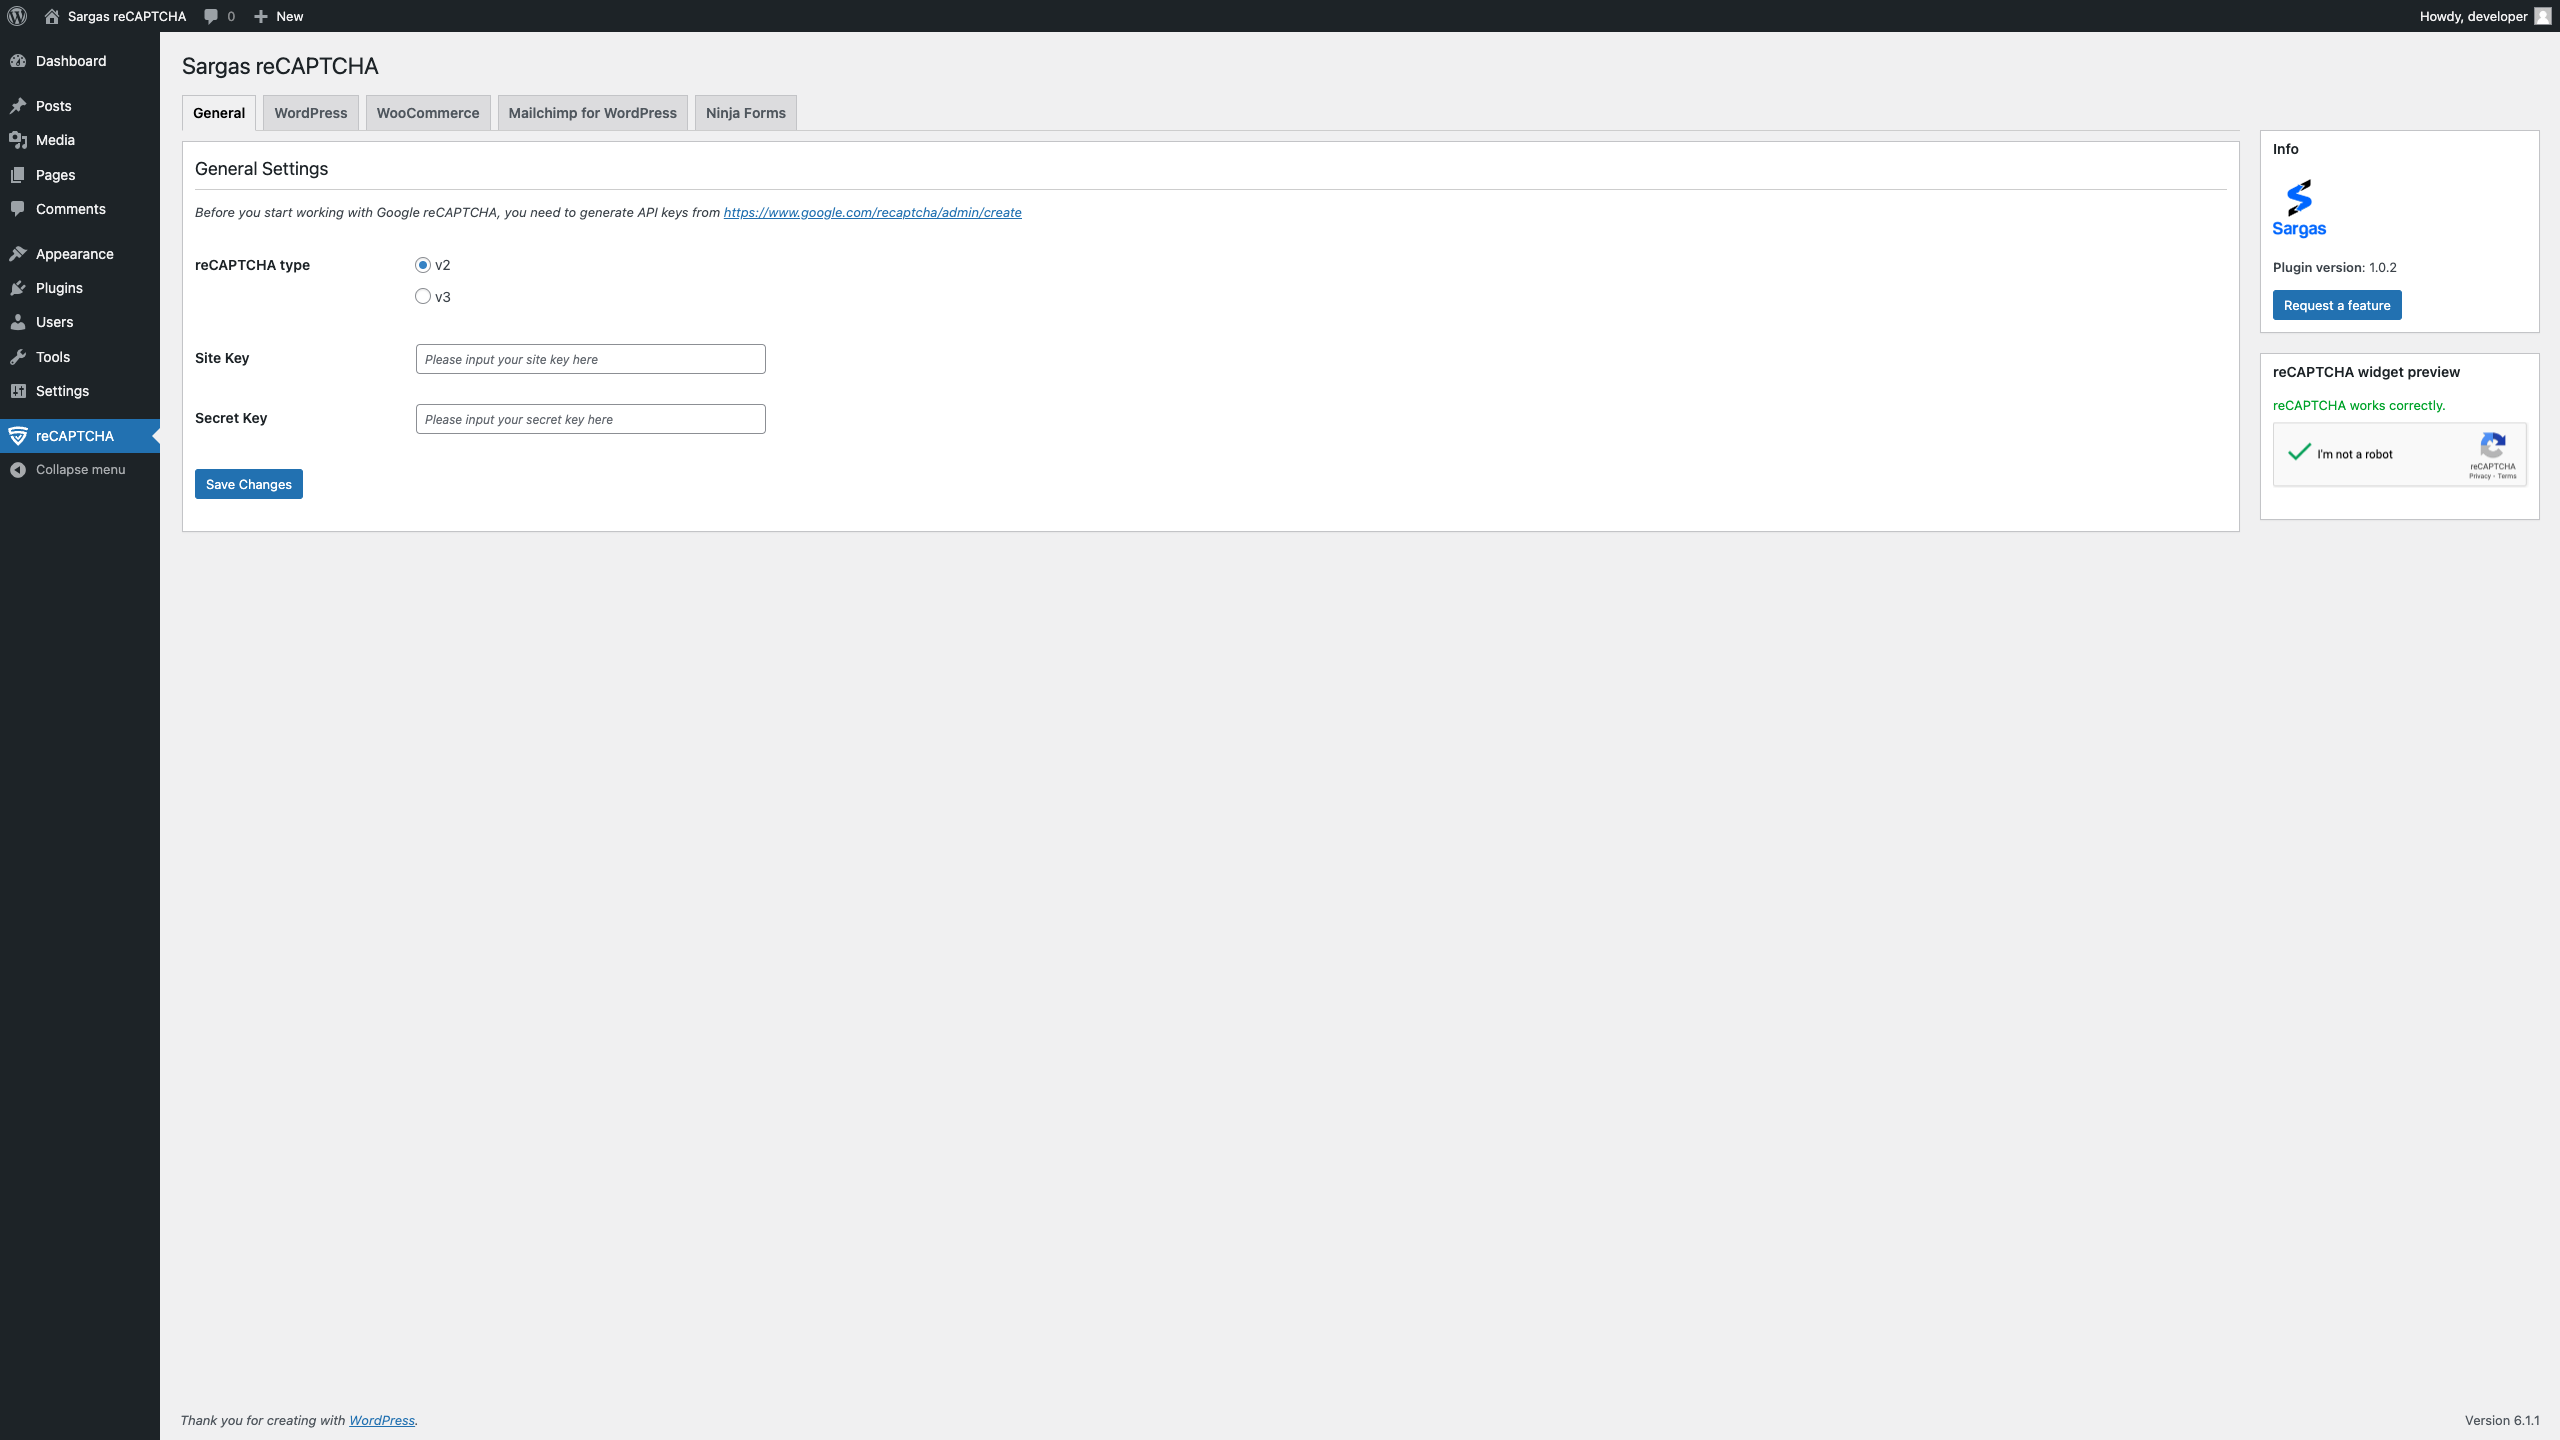 Sargas reCAPTCHA
0
New
Howdy, developer
Dashboard
Posts
Media
Pages
Comments
Appearance
Plugins
Users
Tools
Settings
reCAPTCHA
Collapse menu
Sargas reCAPTCHA
General
WordPress
WooCommerce
Mailchimp for WordPress
Ninja Forms
General Settings
Before you start working with Google reCAPTCHA, you need to generate API keys from https://www.google.com/recaptcha/admin/create
reCAPTCHA type
v2
v3
Site Key
Please input your site key here
Secret Key
Please input your secret key here
Save Changes
Info
Sargas
Plugin version: 1.0.2
Request a feature
reCAPTCHA widget preview
reCAPTCHA works correctly.
I'm not a robot
reCAPTCHA
Privacy - Terms
Thank you for creating with WordPress.
Version 6.1.1